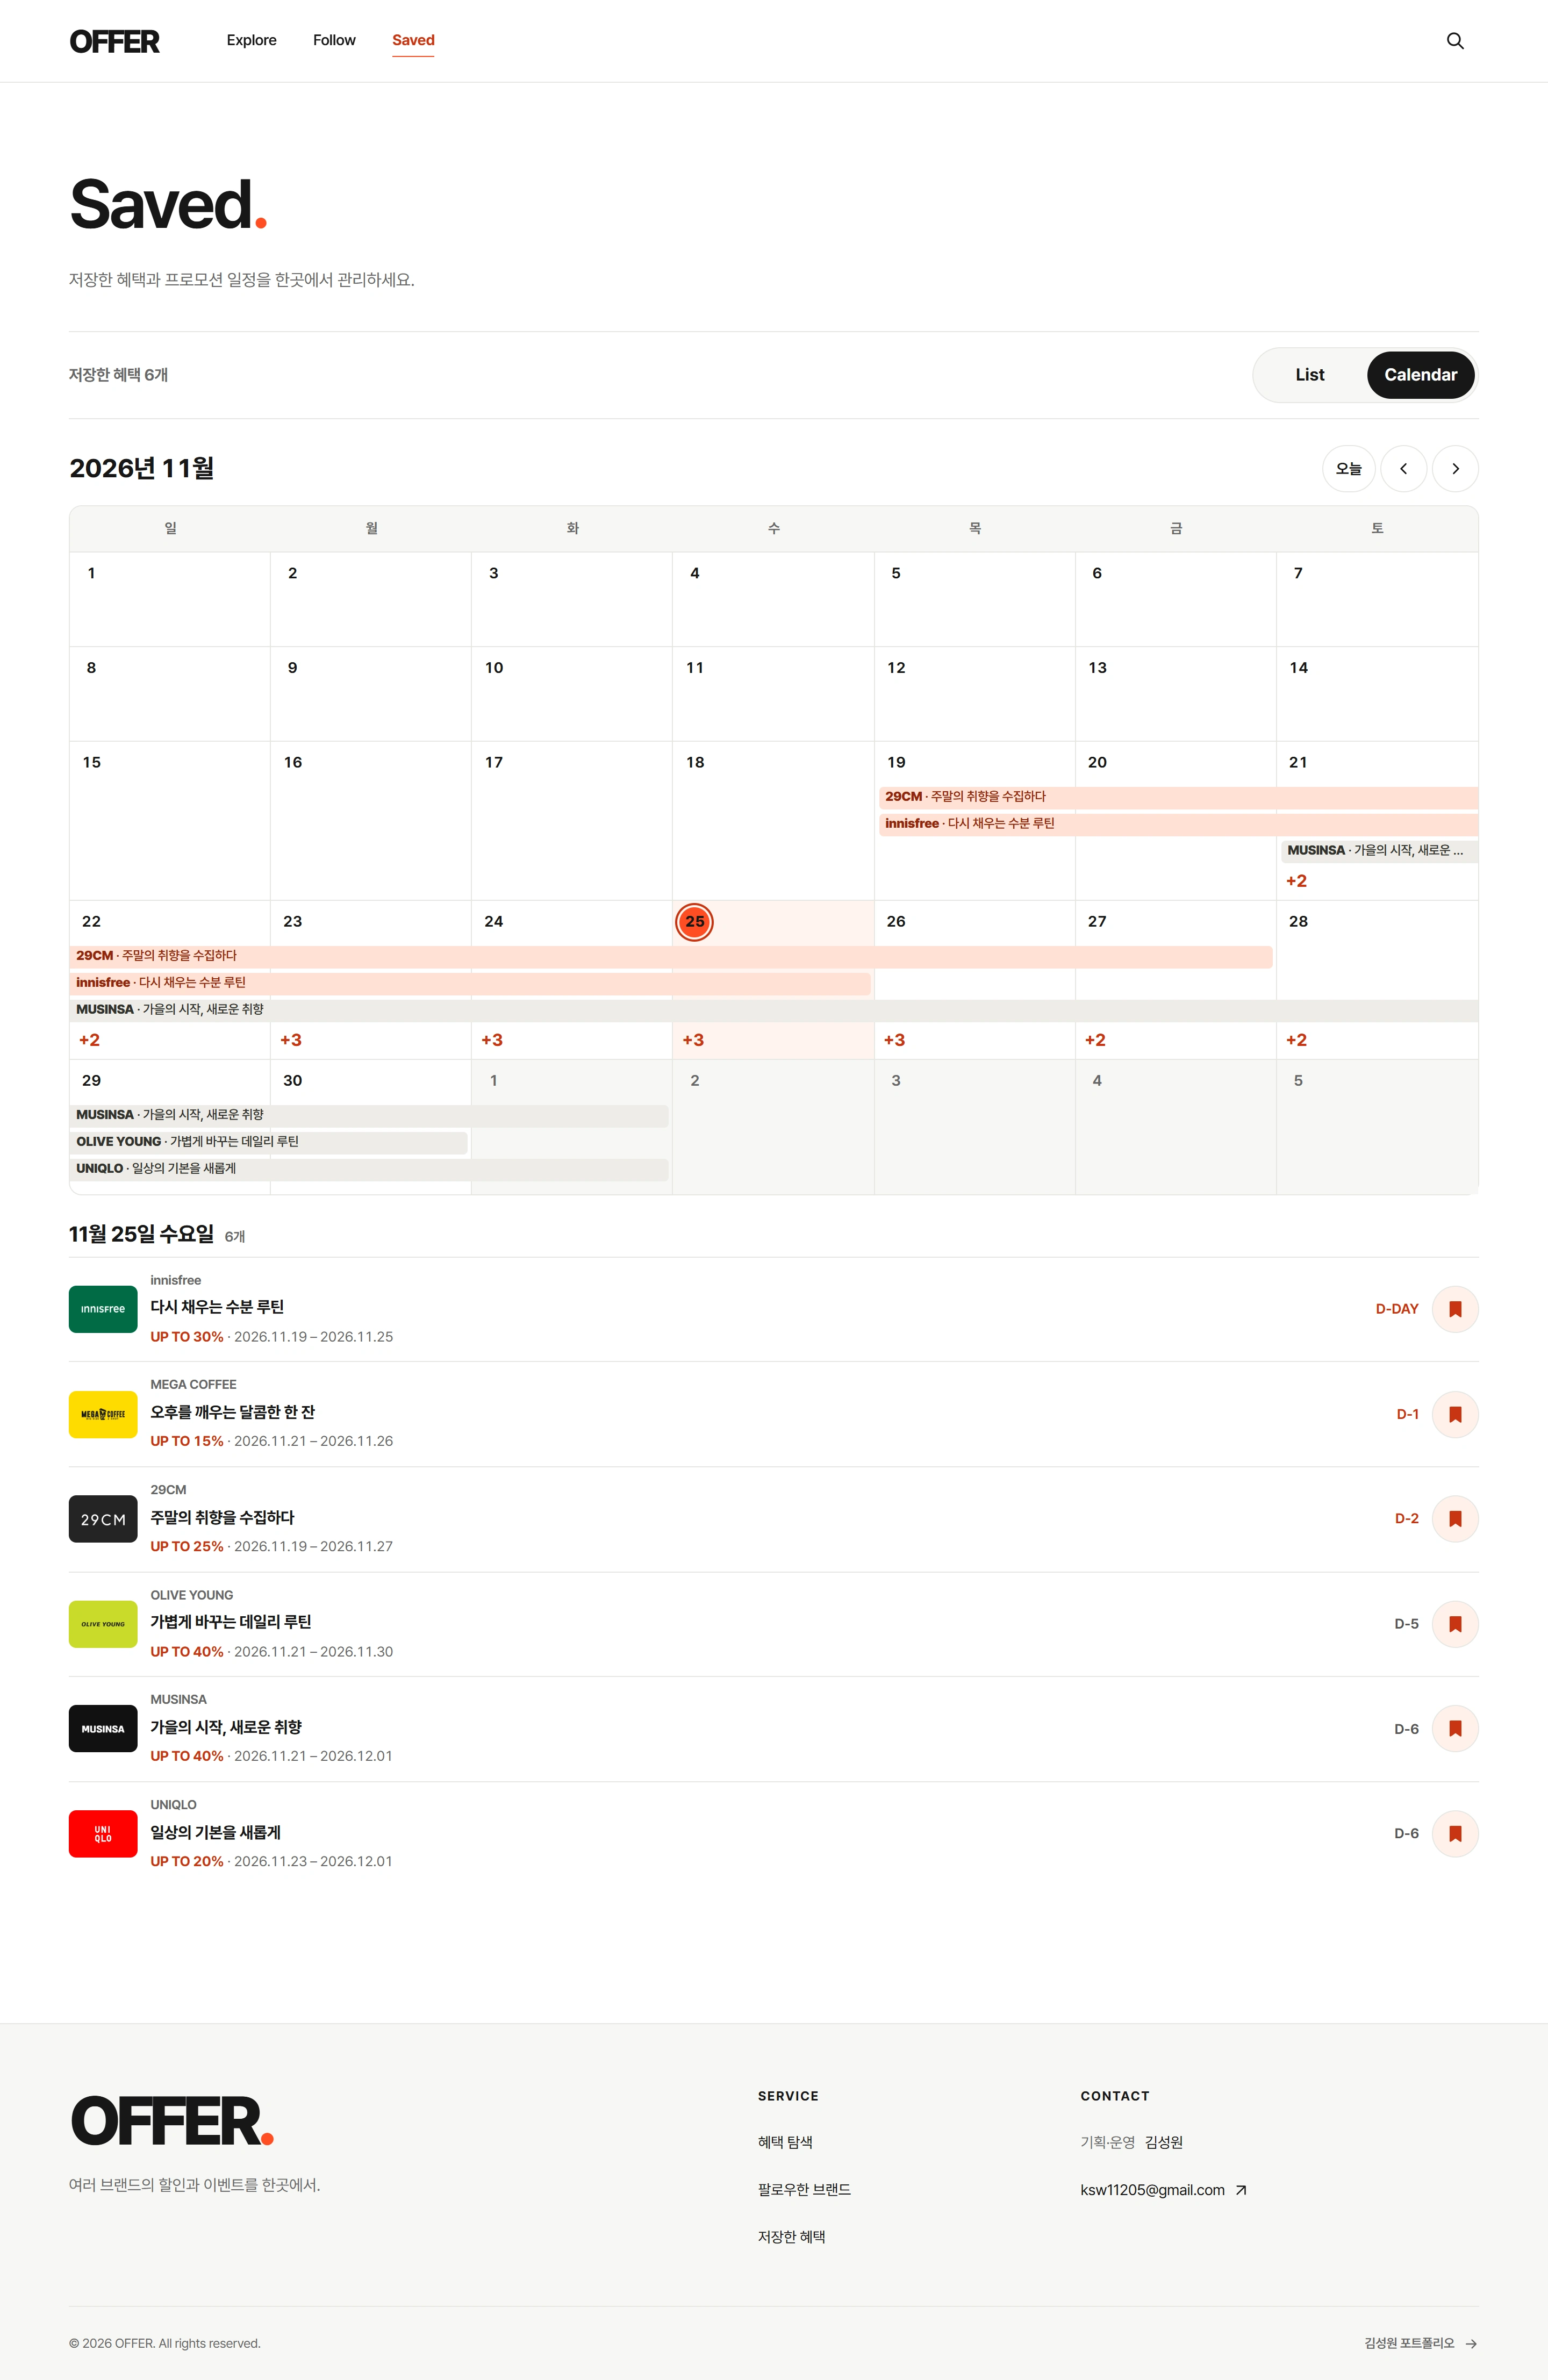 OFFER
Explore Follow Saved
Saved.
저장한 혜택과 프로모션 일정을 한곳에서 관리하세요.
저장한 혜택 6개
List Calendar
2026년 11월
오늘
일 월 화 수 목 금 토
1 2 3 4 5 6 7
8 9 10 11 12 13 14
15 16 17 18 19 20 21
29CM · 주말의 취향을 수집하다
innisfree · 다시 채우는 수분 루틴
MUSINSA · 가을의 시작, 새로운 ...
+2
22 23 24 25 26 27 28
29CM · 주말의 취향을 수집하다
innisfree · 다시 채우는 수분 루틴
MUSINSA · 가을의 시작, 새로운 취향
+2 +3 +3 +3 +3 +2 +2
29 30 1 2 3 4 5
MUSINSA · 가을의 시작, 새로운 취향
OLIVE YOUNG · 가볍게 바꾸는 데일리 루틴
UNIQLO · 일상의 기본을 새롭게
11월 25일 수요일 6개
innisfree
innisfree
다시 채우는 수분 루틴
UP TO 30% · 2026.11.19 – 2026.11.25
D-DAY
MEGA COFFEE
MEGA COFFEE
오후를 깨우는 달콤한 한 잔
UP TO 15% · 2026.11.21 – 2026.11.26
D-1
29CM
29CM
주말의 취향을 수집하다
UP TO 25% · 2026.11.19 – 2026.11.27
D-2
OLIVE YOUNG
OLIVE YOUNG
가볍게 바꾸는 데일리 루틴
UP TO 40% · 2026.11.21 – 2026.11.30
D-5
MUSINSA
MUSINSA
가을의 시작, 새로운 취향
UP TO 40% · 2026.11.21 – 2026.12.01
D-6
UNI
QLO
UNIQLO
일상의 기본을 새롭게
UP TO 20% · 2026.11.23 – 2026.12.01
D-6
OFFER.
여러 브랜드의 할인과 이벤트를 한곳에서.
SERVICE
혜택 탐색
팔로우한 브랜드
저장한 혜택
CONTACT
기획·운영 김성원
ksw11205@gmail.com
© 2026 OFFER. All rights reserved.
김성원 포트폴리오